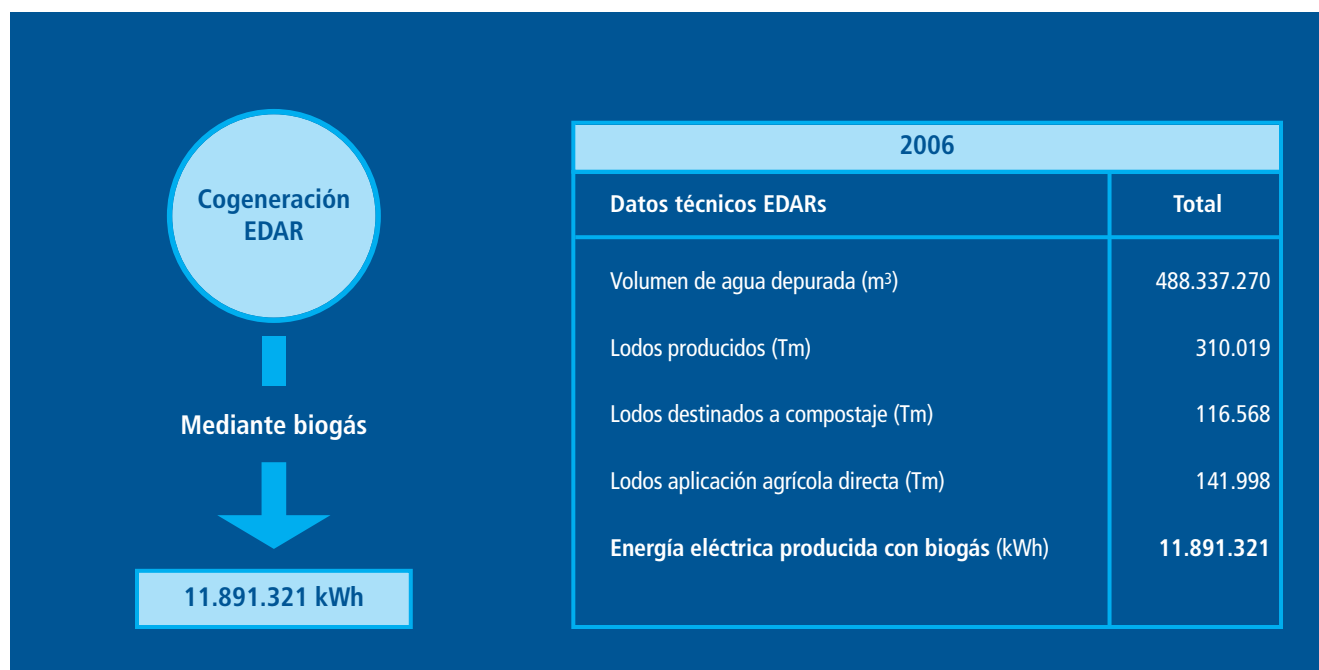 Cogeneración
EDAR
Mediante biogás
11.891.321 kWh
2006
Datos técnicos EDARs Total
Volumen de agua depurada (m³) 488.337.270
Lodos producidos (Tm) 310.019
Lodos destinados a compostaje (Tm) 116.568
Lodos aplicación agrícola directa (Tm) 141.998
Energía eléctrica producida con biogás (kWh) 11.891.321